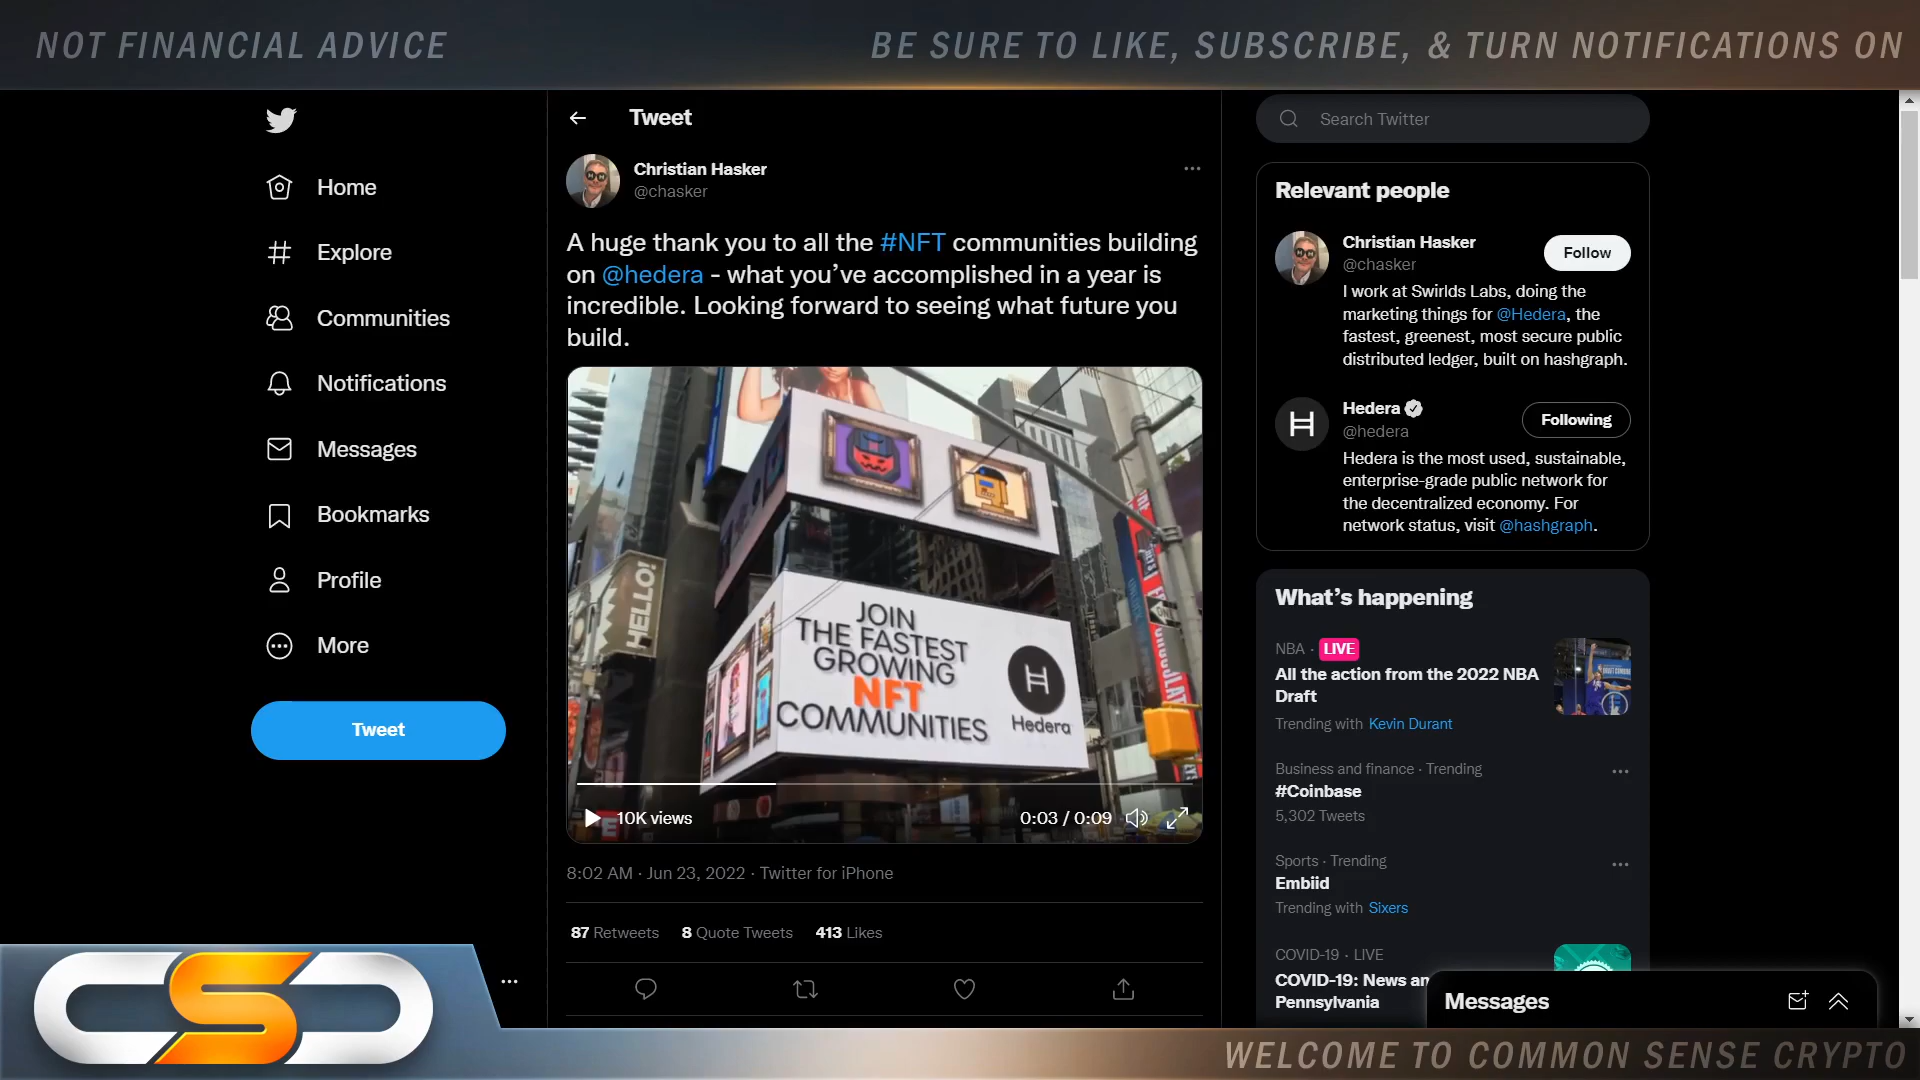 NOT FINANCIAL ADVICE
BE SURE TO LIKE, SUBSCRIBE, & TURN NOTIFICATIONS ON
Home
Explore
Communities
Notifications
Messages
Bookmarks
Profile
More
Tweet
Tweet
Christian Hasker
@chasker
A huge thank you to all the #NFT communities building
on @hedera - what you’ve accomplished in a year is
incredible. Looking forward to seeing what future you
build.
HELLO!
JOIN
THE FASTEST
GROWING
NFT
COMMUNITIES
Hedera
10K views
0:03 / 0:09
8:02 AM · Jun 23, 2022 · Twitter for iPhone
87 Retweets 8 Quote Tweets 413 Likes
Search Twitter
Relevant people
Christian Hasker
@chasker
Follow
I work at Swirlds Labs, doing the
marketing things for @Hedera, the
fastest, greenest, most secure public
distributed ledger, built on hashgraph.
Hedera
@hedera
Following
Hedera is the most used, sustainable,
enterprise-grade public network for
the decentralized economy. For
network status, visit @hashgraph.
What’s happening
NBA · LIVE
All the action from the 2022 NBA
Draft
Trending with Kevin Durant
Business and finance · Trending
#Coinbase
5,302 Tweets
Sports · Trending
Embiid
Trending with Sixers
COVID-19 · LIVE
COVID-19: News an
Pennsylvania
Messages
CSC
WELCOME TO COMMON SENSE CRYPTO